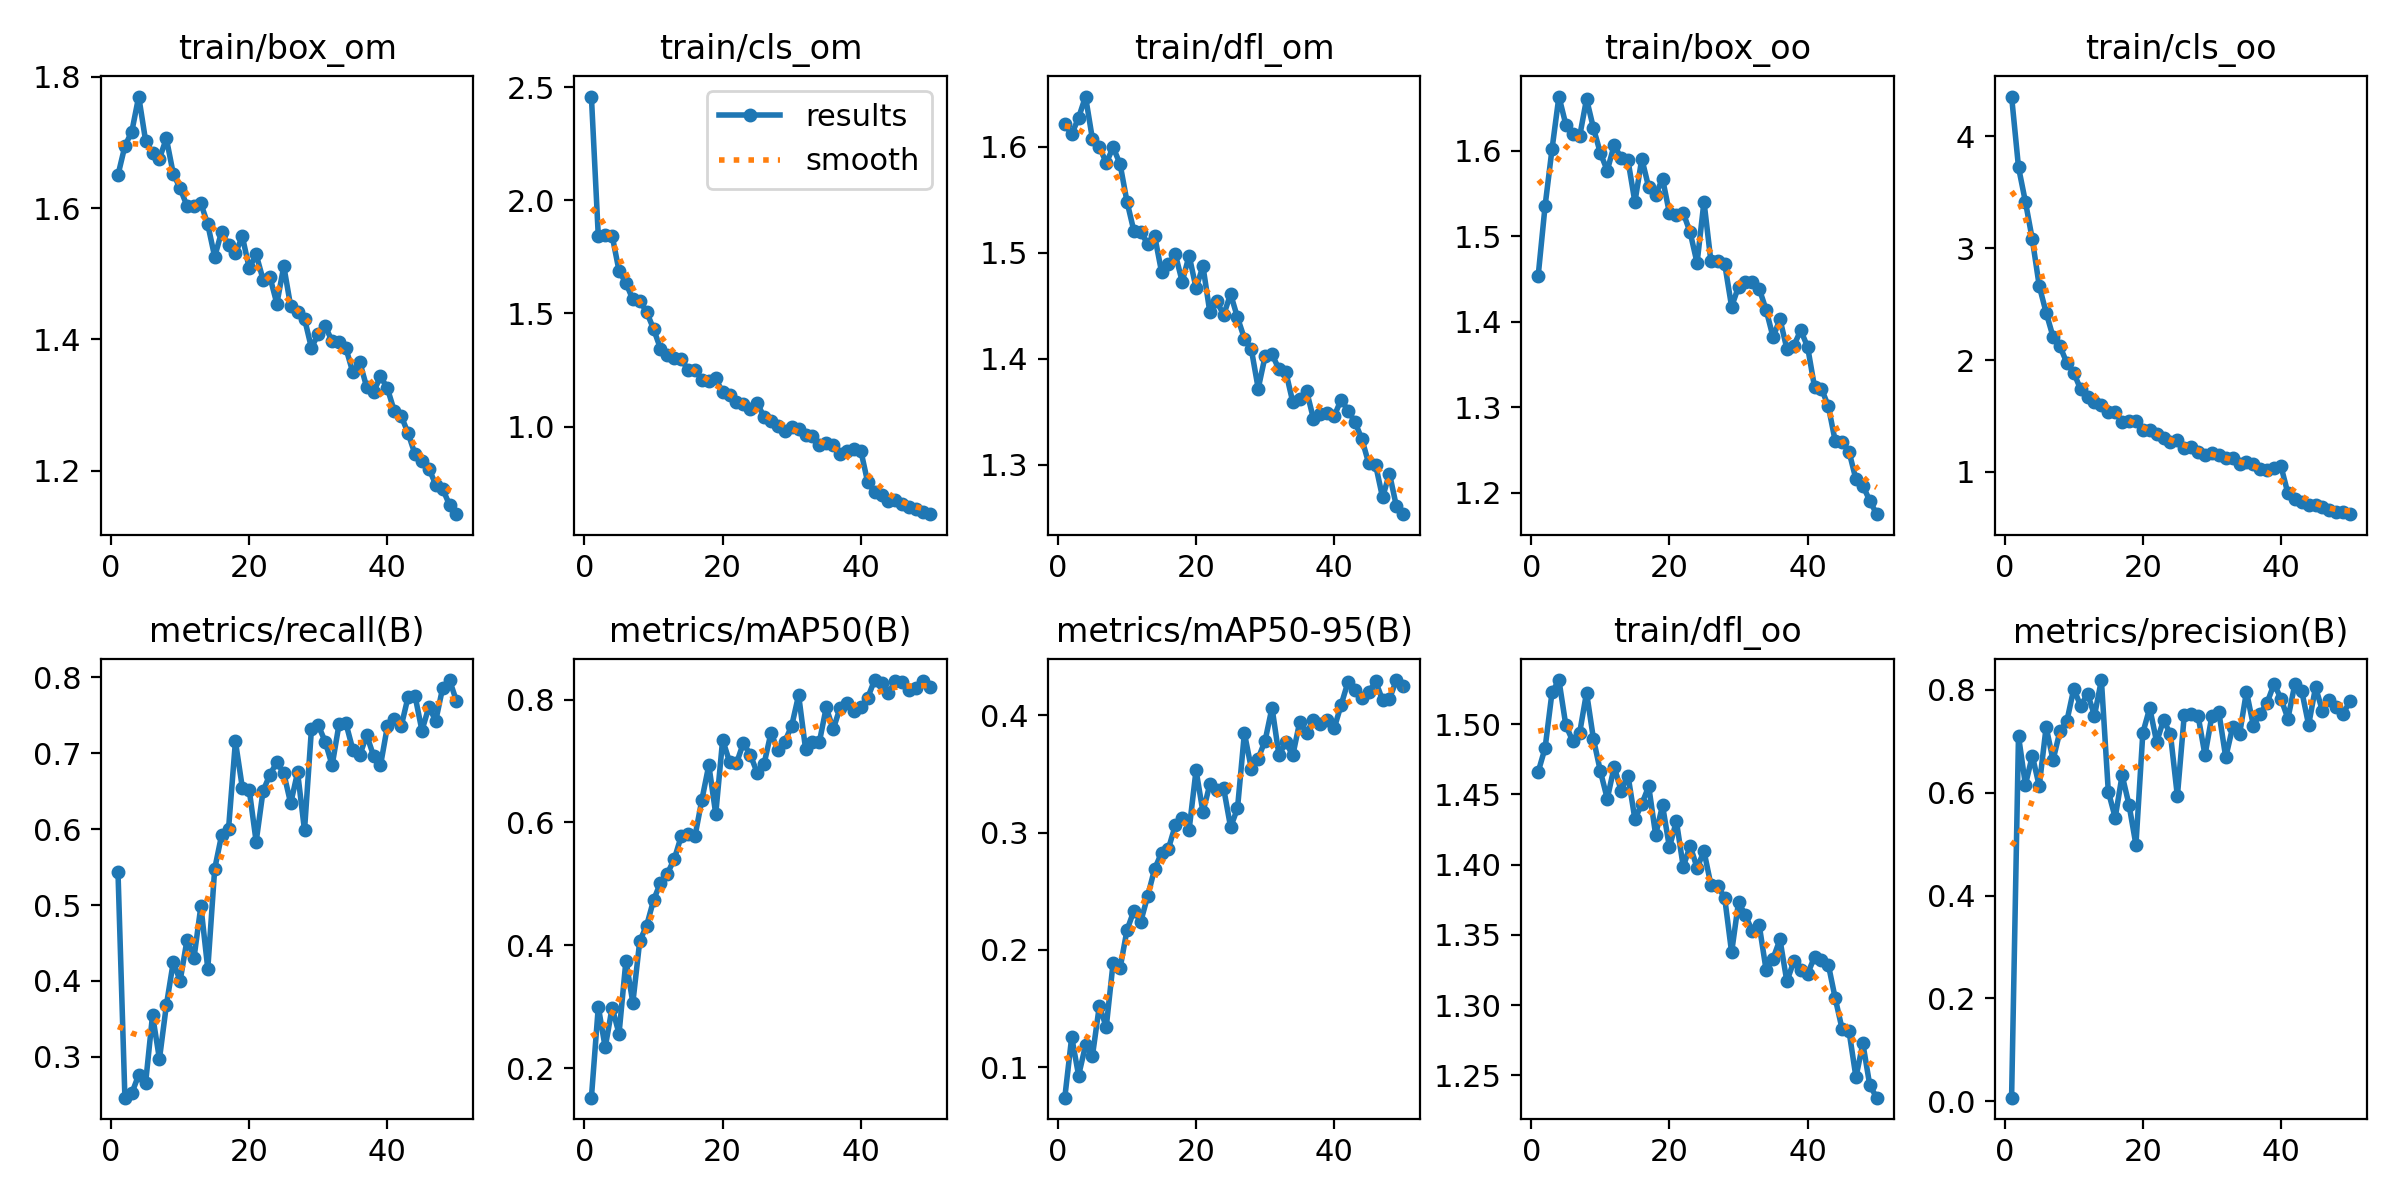 train/box_om
1.8
1.6
1.4
1.2
0 20 40
train/cls_om
results
smooth
2.5
2.0
1.5
1.0
0 20 40
train/dfl_om
1.6
1.5
1.4
1.3
0 20 40
train/box_oo
1.6
1.5
1.4
1.3
1.2
0 20 40
train/cls_oo
4
3
2
1
0 20 40
metrics/recall(B)
0.8
0.7
0.6
0.5
0.4
0.3
0 20 40
metrics/mAP50(B)
0.8
0.6
0.4
0.2
0 20 40
metrics/mAP50-95(B)
0.4
0.3
0.2
0.1
0 20 40
train/dfl_oo
1.50
1.45
1.40
1.35
1.30
1.25
0 20 40
metrics/precision(B)
0.8
0.6
0.4
0.2
0.0
0 20 40